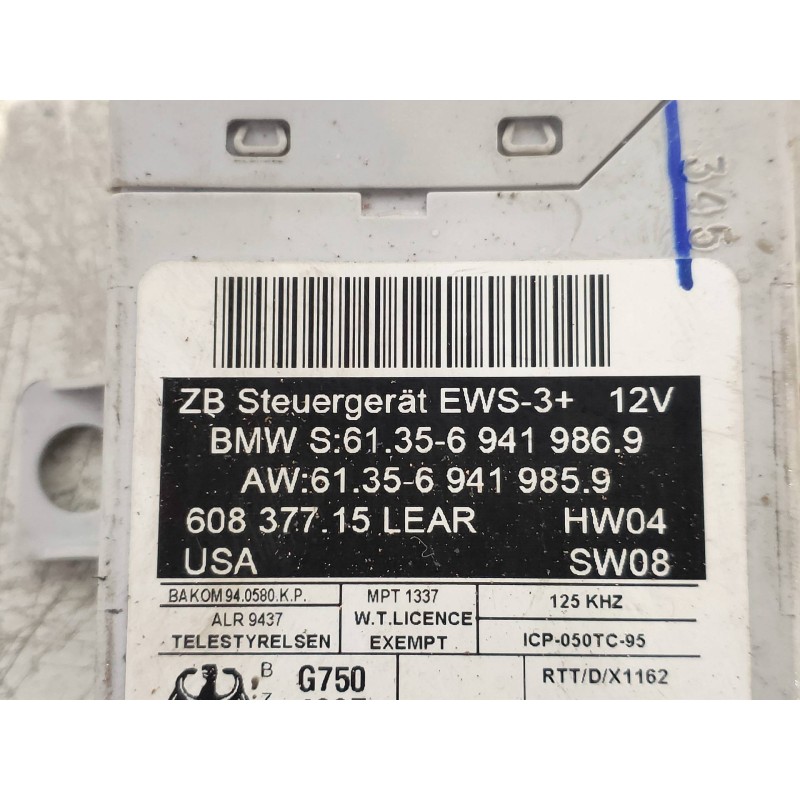 346
ZB Steuergerät EWS-3+ 12V
BMW S:61.35-6 941 986.9
AW:61.35-6 941 985.9
608 377.15 LEAR HW04
USA SW08
BAKOM 94.0580.K.P.
ALR 9437
TELESTYRELSEN
MPT 1337
W.T.LICENCE
EXEMPT
125 KHZ
ICP-050TC-95
B
G750
RTT/D/X1162